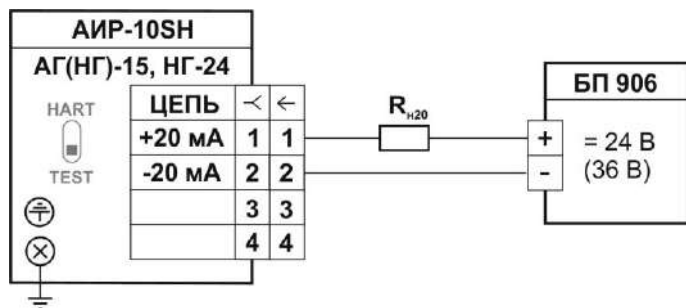 АИР-10SH
АГ(НГ)-15, НГ-24
HART
TEST
ЦЕПЬ
+20 мА 1 1
-20 мА 2 2
3 3
4 4
Rн20
БП 906
+ = 24 В
- (36 В)